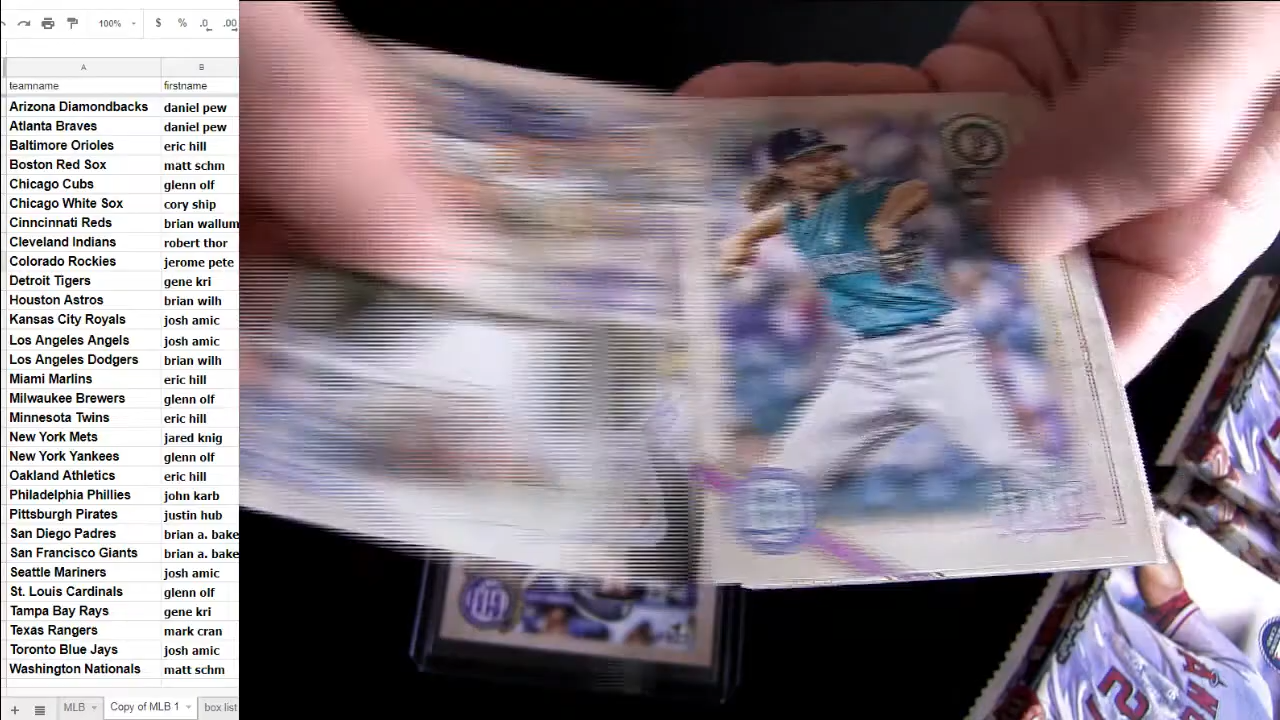 100%
$ % .0 .00
A B
teamname firstname
Arizona Diamondbacks daniel pew
Atlanta Braves daniel pew
Baltimore Orioles eric hill
Boston Red Sox matt schm
Chicago Cubs glenn olf
Chicago White Sox cory ship
Cinncinnati Reds brian wallum
Cleveland Indians robert thor
Colorado Rockies jerome pete
Detroit Tigers gene kri
Houston Astros brian wilh
Kansas City Royals josh amic
Los Angeles Angels josh amic
Los Angeles Dodgers brian wilh
Miami Marlins eric hill
Milwaukee Brewers glenn olf
Minnesota Twins eric hill
New York Mets jared knig
New York Yankees glenn olf
Oakland Athletics eric hill
Philadelphia Phillies john karb
Pittsburgh Pirates justin hub
San Diego Padres brian a. bake
San Francisco Giants brian a. bake
Seattle Mariners josh amic
St. Louis Cardinals glenn olf
Tampa Bay Rays gene kri
Texas Rangers mark cran
Toronto Blue Jays josh amic
Washington Nationals matt schm
MLB Copy of MLB 1 box list